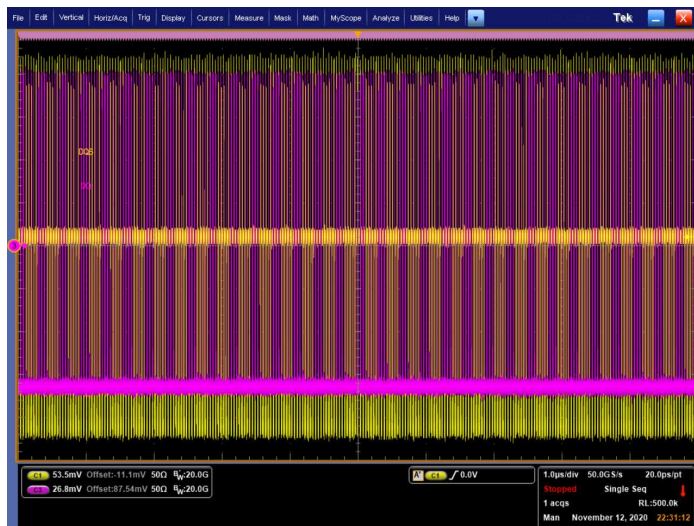 File Edit Vertical Horiz/Acq Trig Display Cursors Measure Mask Math MyScope Analyze Utilities Help Tek X
DQS
C1 53.5mV Offset:-11.1mV 50Ω BW:20.0G
26.8mV Offset:87.54mV 50Ω BW:20.0G
A' C1 0.0V
1.0µs/div 50.0GS/s 20.0ps/pt
Stopped Single Seq
1 acqs RL:500.0k
Man November 12, 2020 22:31:12